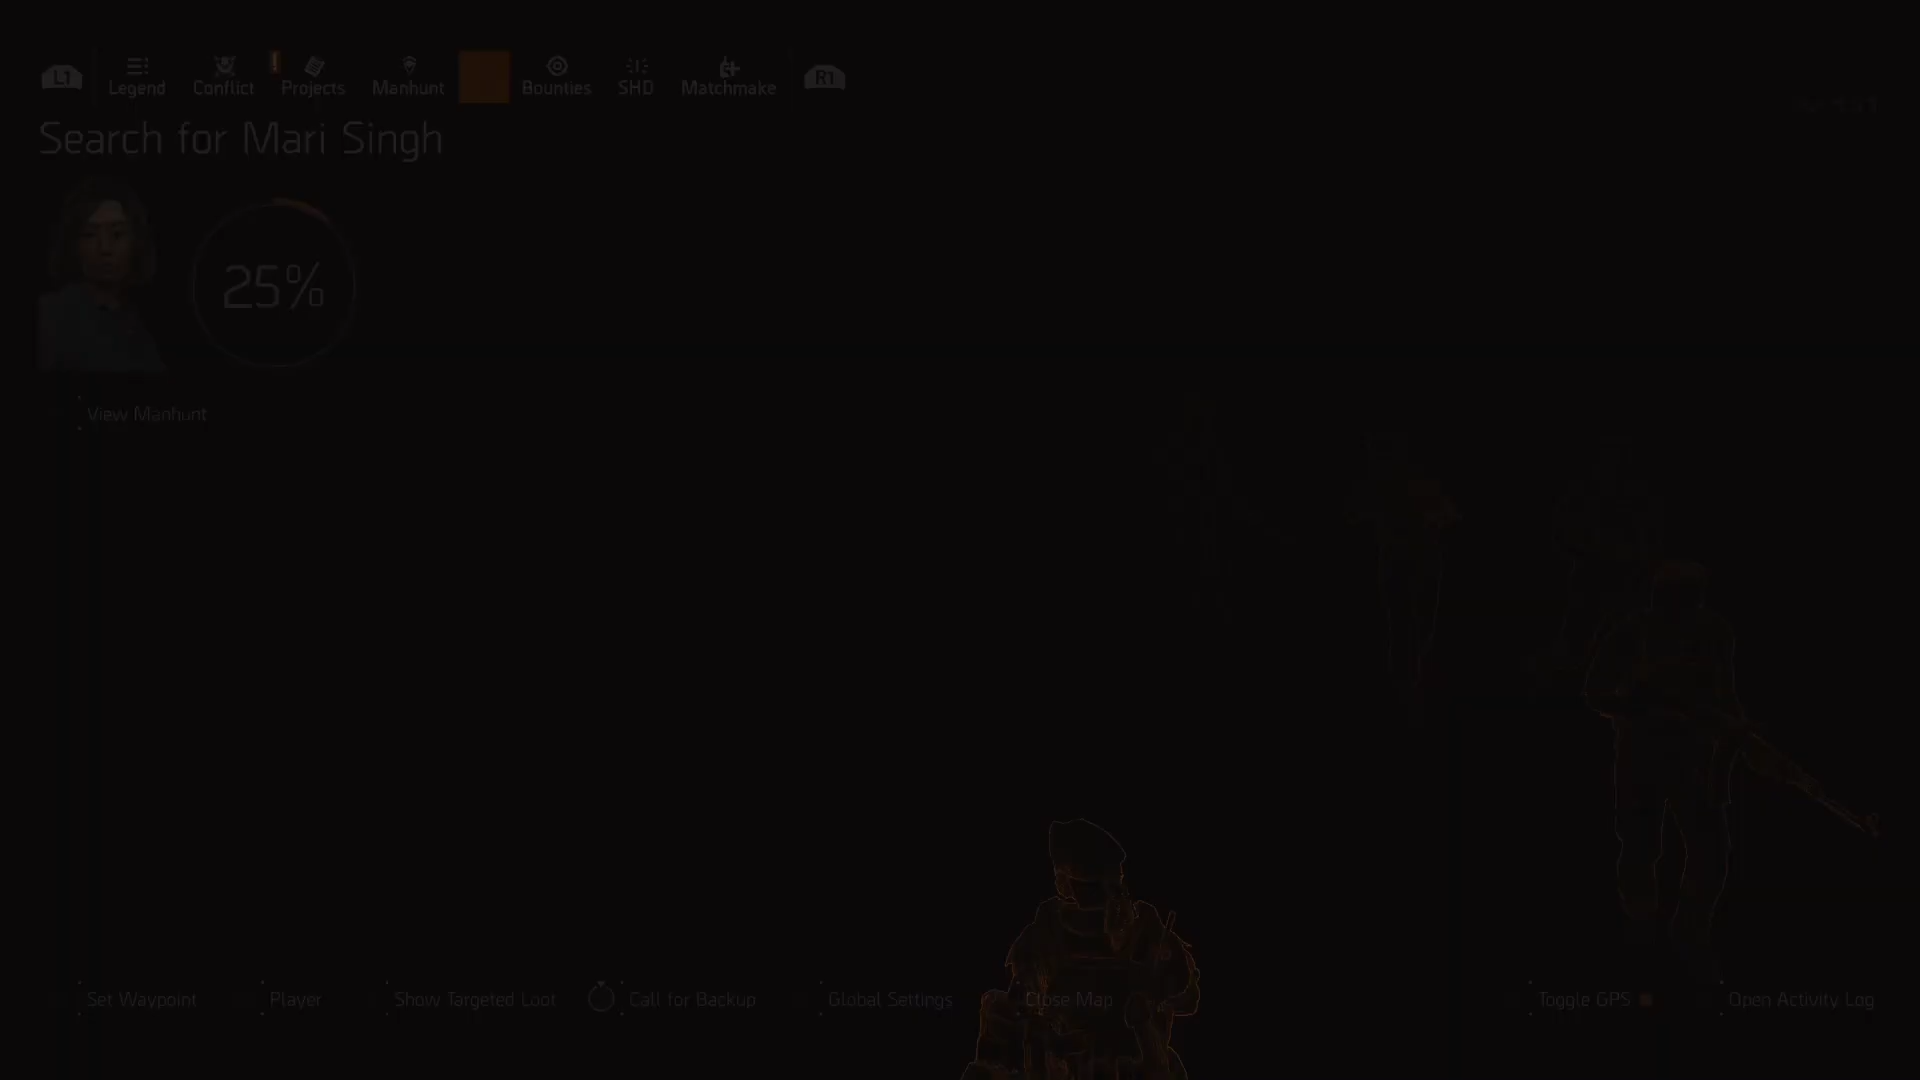 L1 Legend Conflict Projects Manhunt Bounties SHD Matchmake R1
Search for Mari Singh
25%
View Manhunt
Set Waypoint Player Show Targeted Loot Call for Backup Global Settings Close Map Toggle GPS Open Activity Log